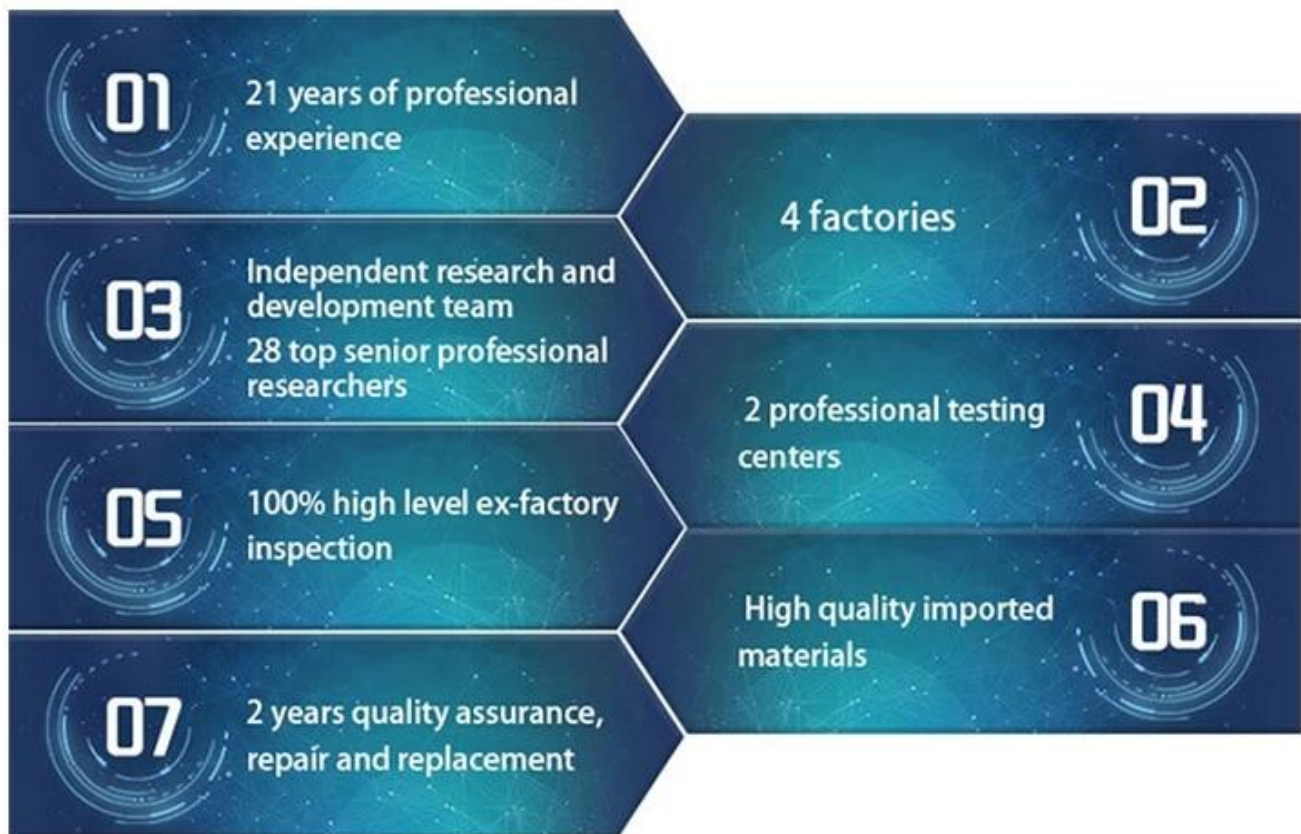 01
21 years of professional
experience
02
4 factories
03
Independent research and
development team
28 top senior professional
researchers
04
2 professional testing
centers
05
100% high level ex-factory
inspection
06
High quality imported
materials
07
2 years quality assurance,
repair and replacement